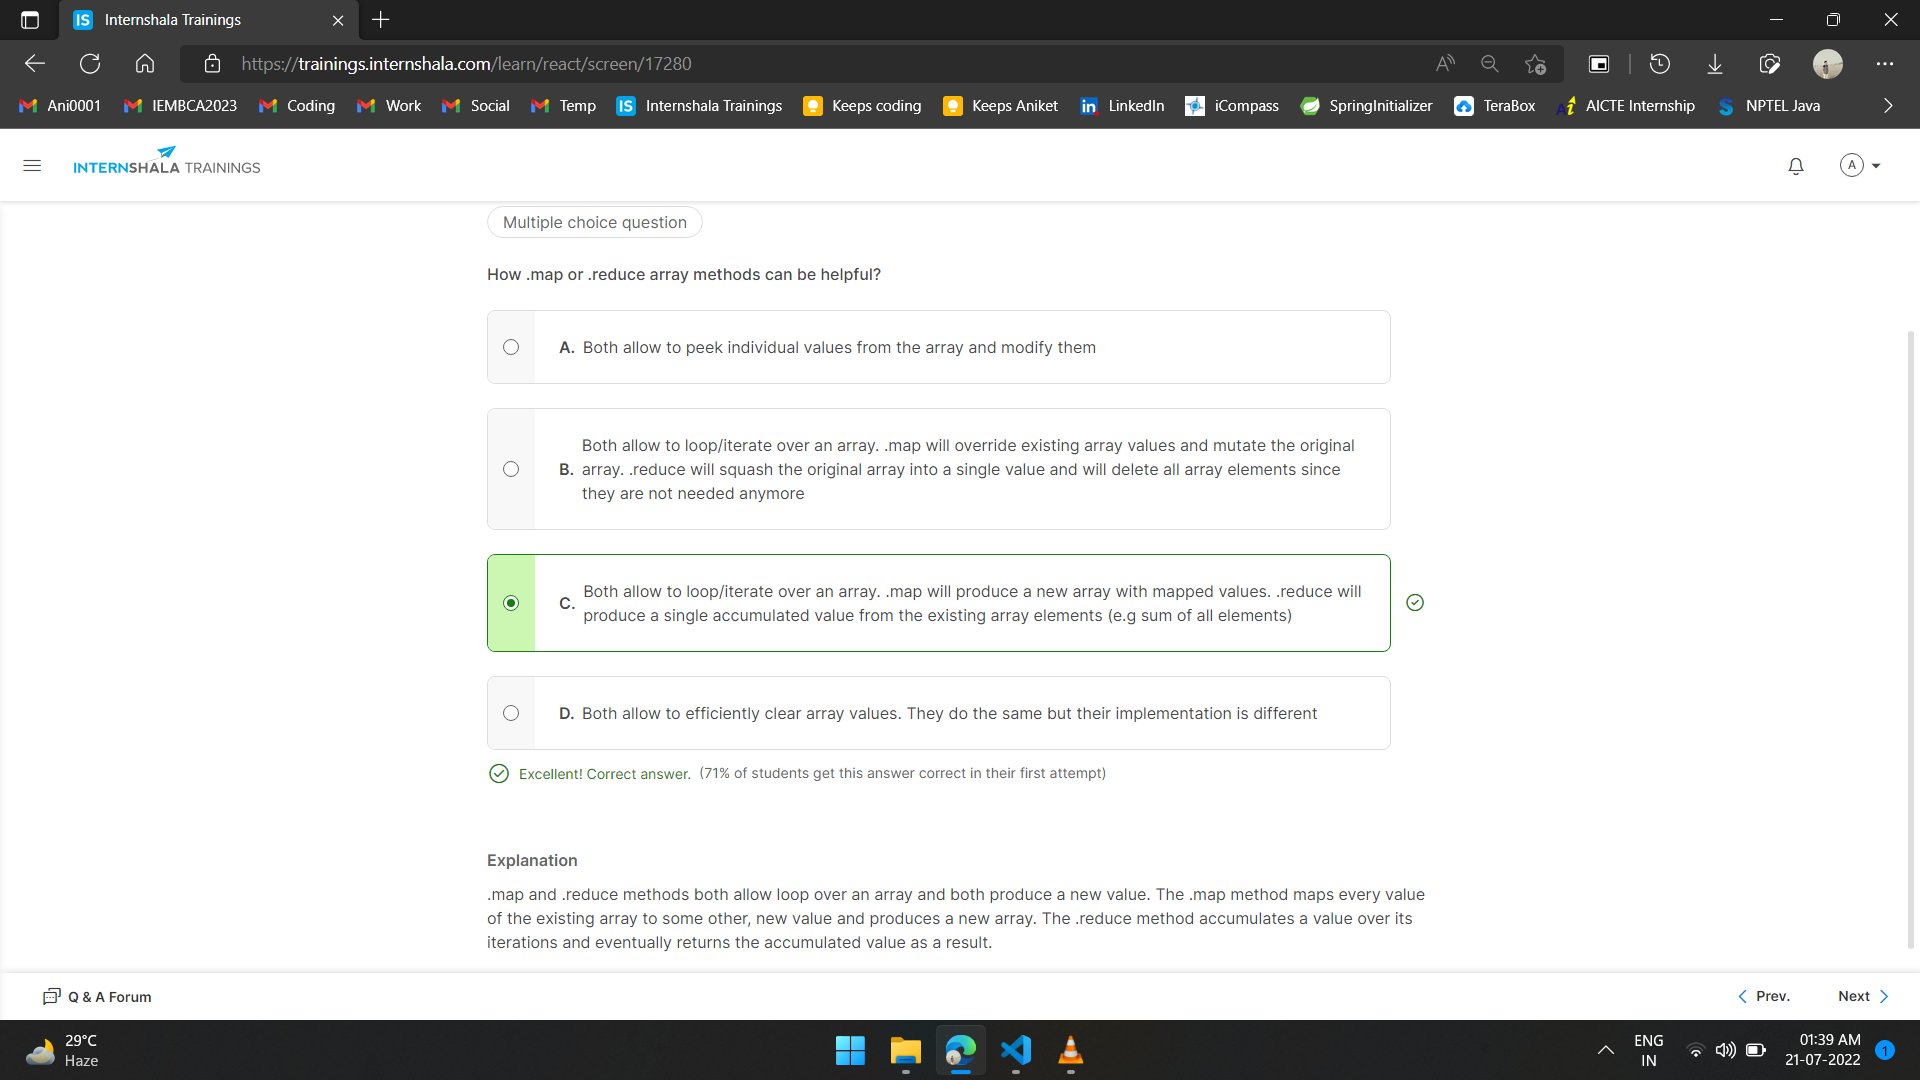 Internshala Trainings
https://trainings.internshala.com/learn/react/screen/17280
Ani0001 IEMBCA2023 Coding Work Social Temp Internshala Trainings Keeps coding Keeps Aniket LinkedIn iCompass SpringInitializer TeraBox AICTE Internship NPTEL Java
INTERNSHALA TRAININGS
A
Multiple choice question
How .map or .reduce array methods can be helpful?
A. Both allow to peek individual values from the array and modify them
Both allow to loop/iterate over an array. .map will override existing array values and mutate the original
B. array. .reduce will squash the original array into a single value and will delete all array elements since
they are not needed anymore
Both allow to loop/iterate over an array. .map will produce a new array with mapped values. .reduce will
C. produce a single accumulated value from the existing array elements (e.g sum of all elements)
D. Both allow to efficiently clear array values. They do the same but their implementation is different
Excellent! Correct answer. (71% of students get this answer correct in their first attempt)
Explanation
.map and .reduce methods both allow loop over an array and both produce a new value. The .map method maps every value
of the existing array to some other, new value and produces a new array. The .reduce method accumulates a value over its
iterations and eventually returns the accumulated value as a result.
Q & A Forum
Prev. Next
29°C
Haze
ENG
IN
01:39 AM
21-07-2022
1